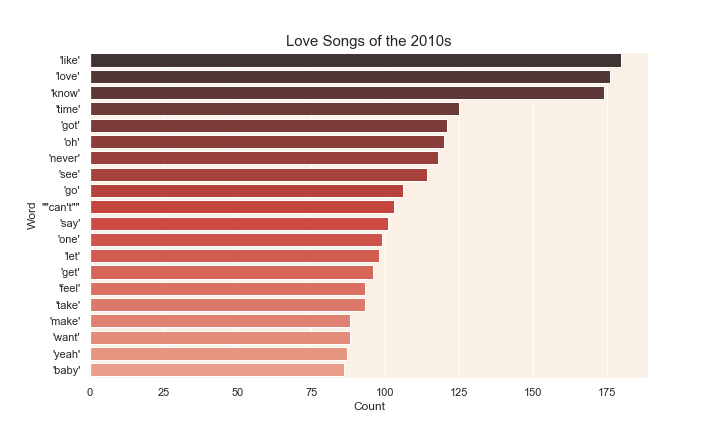 Love Songs of the 2010s
'like'
'love'
'know'
'time'
'got'
'oh'
'never'
'see'
'go'
'"can't"'
'say'
'one'
'let'
'get'
'feel'
'take'
'make'
'want'
'yeah'
'baby'
Word
0 25 50 75 100 125 150 175
Count